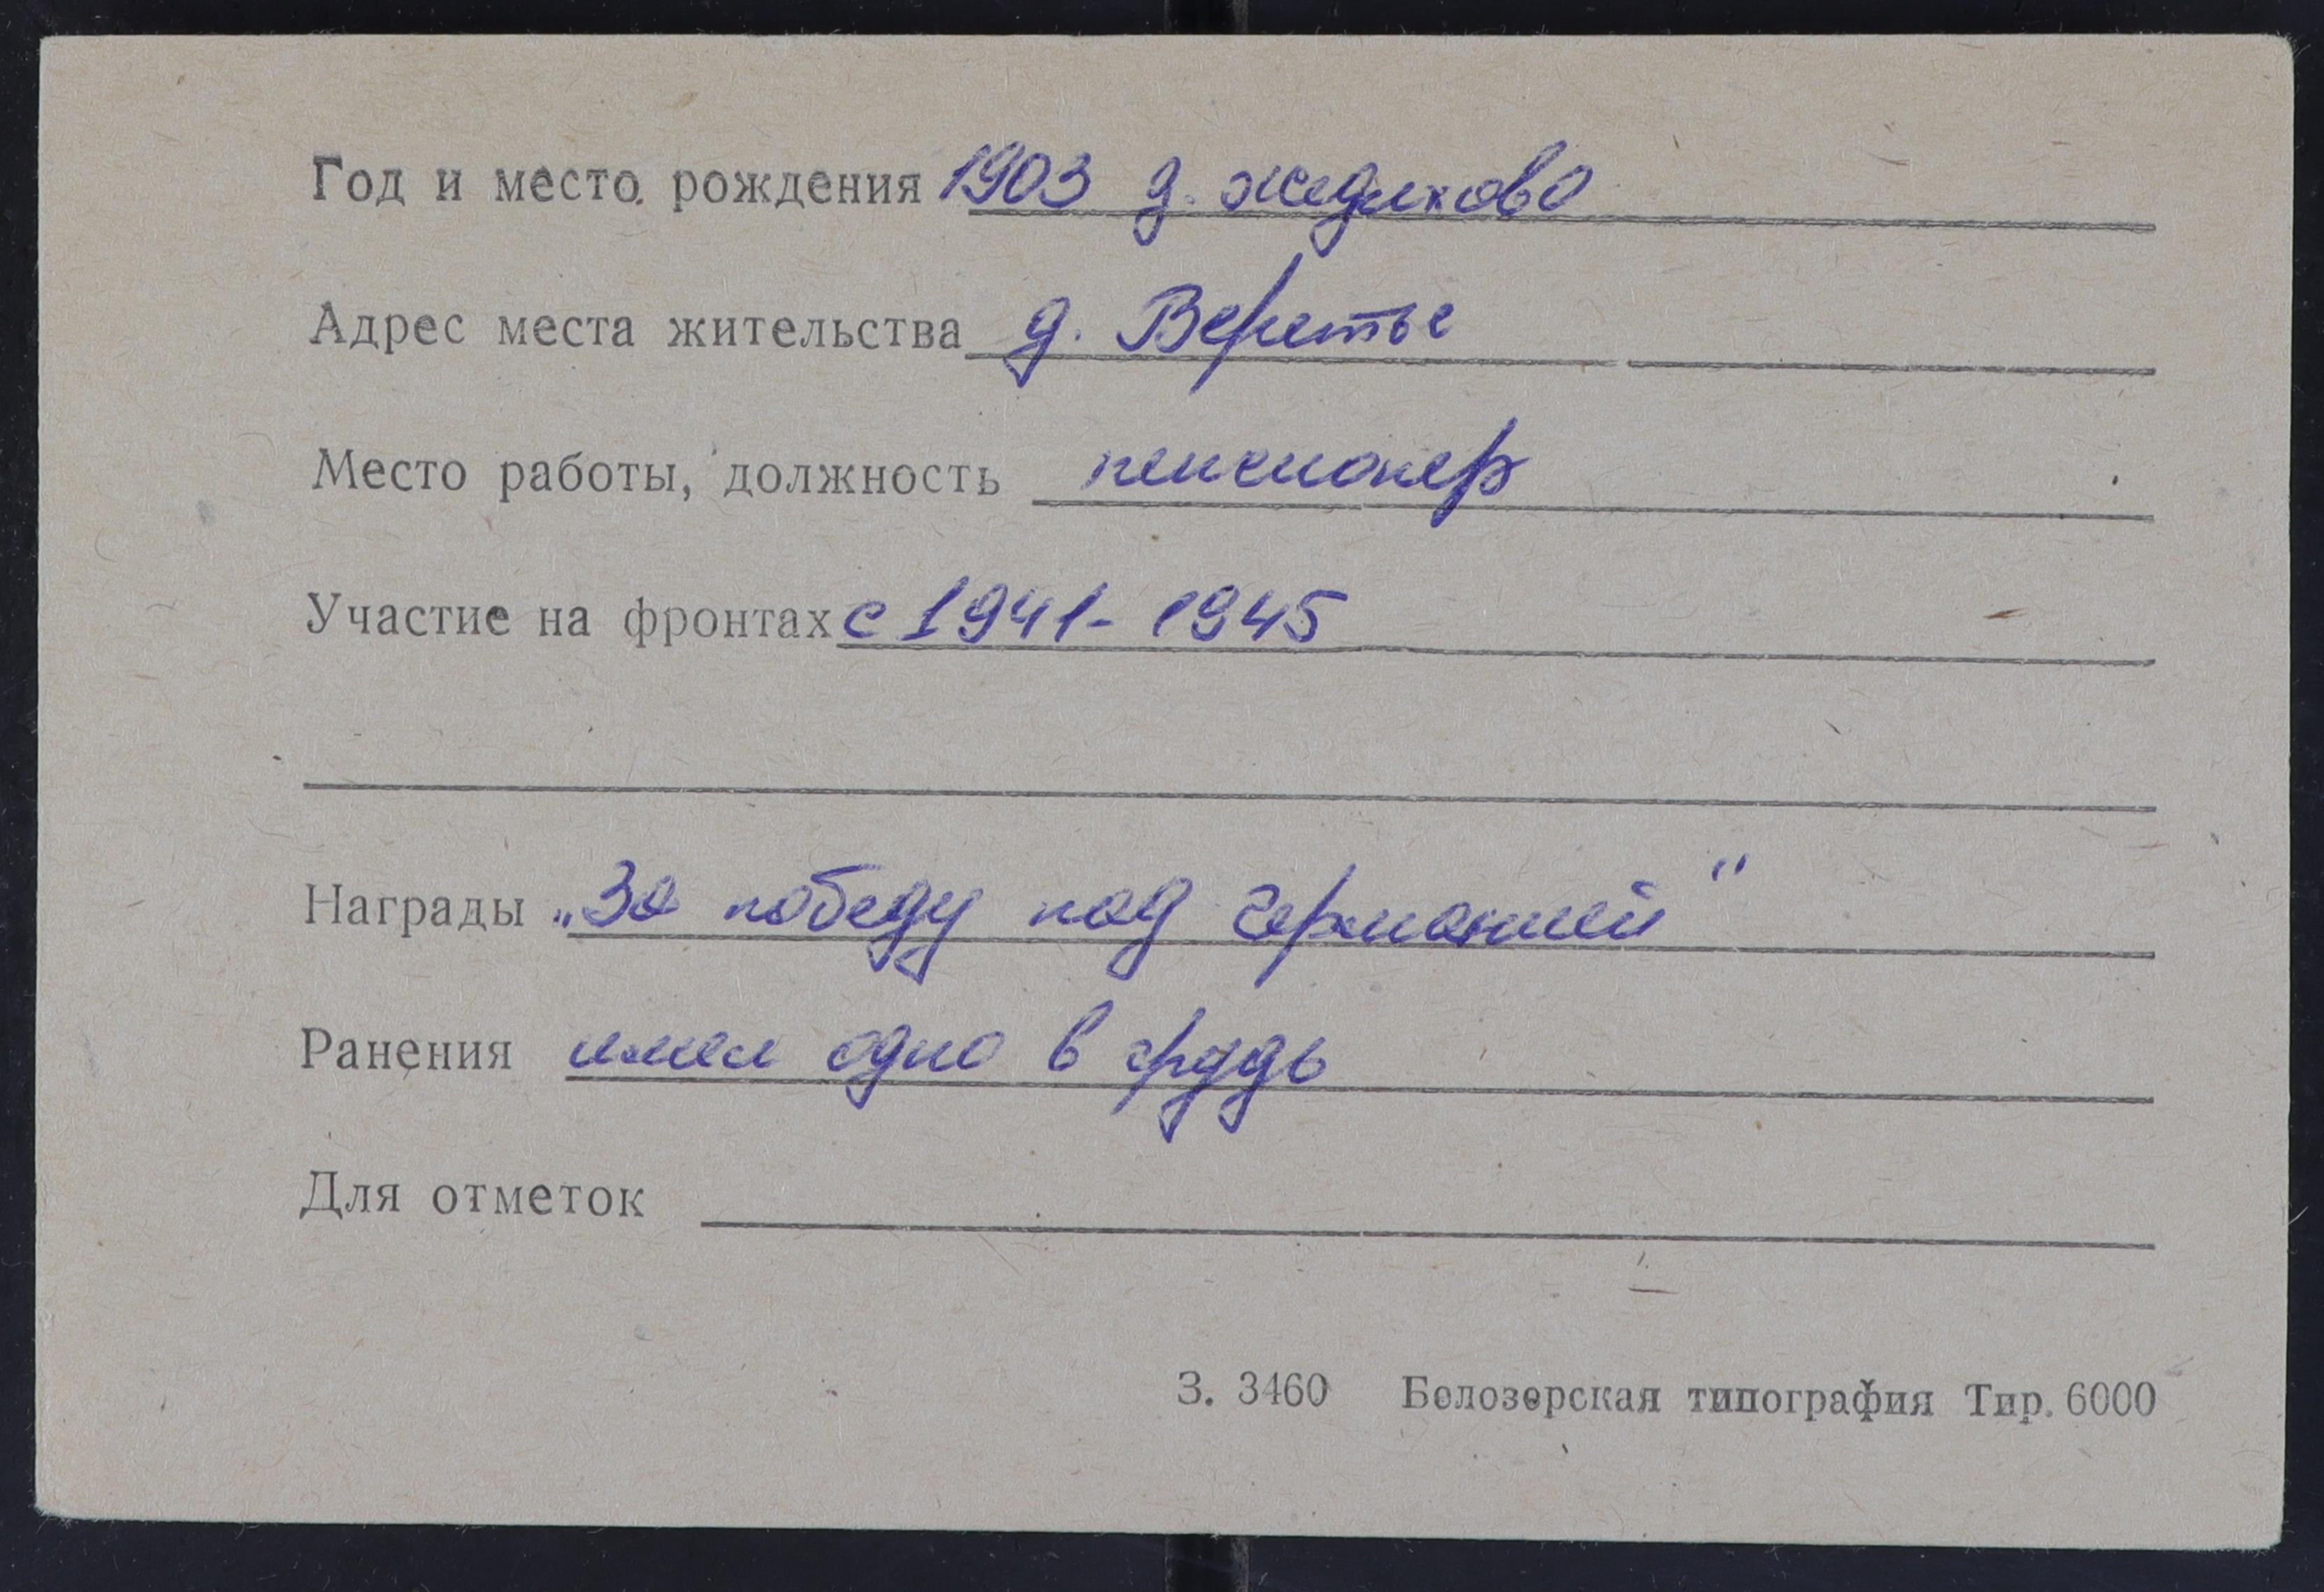 Год и место рождения 1903 д. Жедихово
Адрес места жительства д. Веретье
Место работы, должность пенсионер
Участие на фронтах с 1941-1945
Награды „За победу над Германией"
Ранения имел одно в грудь
Для отметок
З. 3460 Белозерская типография Тир. 6000